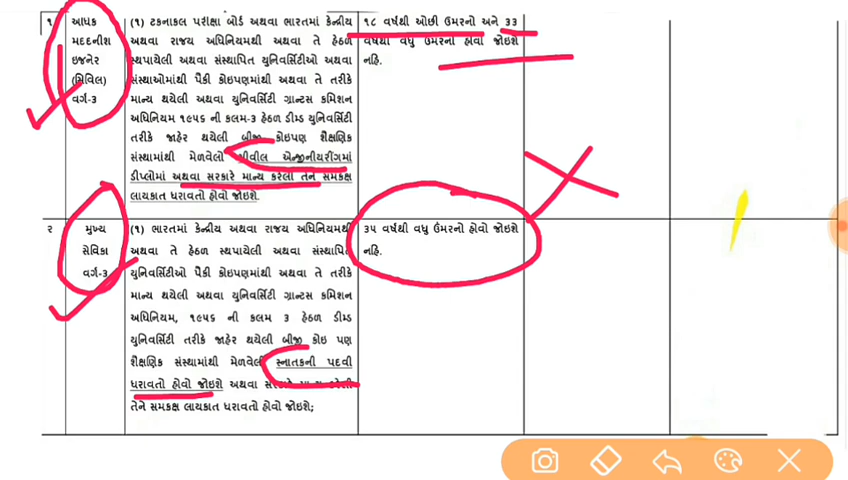 ૧
અધિક
મદદનીશ
ઇજનેર
(સિવિલ)
વર્ગ-૩
(૧) ટેકનીકલ પરીક્ષા બોર્ડ અથવા ભારતમાં કેન્દ્રીય
અથવા રાજ્ય અધિનિયમથી અથવા તે હેઠળ
સ્થપાયેલી અથવા સંસ્થાપિત યુનિવર્સિટીઓ અથવા
સંસ્થાઓમાંથી પૈકી કોઇપણમાંથી અથવા તે તરીકે
માન્ય થયેલી અથવા યુનિવર્સિટી ગ્રાન્ટસ કમિશન
અધિનિયમ ૧૯૫૬ ની કલમ-૩ હેઠળ ડીમ્ડ યુનિવર્સિટી
તરીકે જાહેર થયેલી બીજી કોઇપણ શૈક્ષણિક
સંસ્થામાંથી મેળવેલો સીવીલ એન્જીનીયરીંગમાં
ડીપ્લોમાં અથવા સરકારે માન્ય કરેલી તેને સમકક્ષ
લાયકાત ધરાવતો હોવો જોઇશે.
૧૮ વર્ષથી ઓછી ઉંમરનો અને ૩૩
વર્ષથી વધુ ઉંમરનો હોવો જોઇશે
નહિ.
૨
મુખ્ય
સેવિકા
વર્ગ-૩
(૧) ભારતમાં કેન્દ્રીય અથવા રાજ્ય અધિનિયમથી
અથવા તે હેઠળ સ્થપાયેલી અથવા સંસ્થાપિત
યુનિવર્સિટીઓ પૈકી કોઇપણમાંથી અથવા તે તરીકે
માન્ય થયેલી અથવા યુનિવર્સિટી ગ્રાન્ટસ કમિશન
અધિનિયમ, ૧૯૫૬ ની કલમ ૩ હેઠળ ડીમ્ડ
યુનિવર્સિટી તરીકે જાહેર થયેલી બીજી કોઇ પણ
શૈક્ષણિક સંસ્થામાંથી મેળવેલી સ્નાતકની પદવી
ધરાવતો હોવો જોઇશે અથવા સરકારે માન્ય કરેલી
તેને સમકક્ષ લાયકાત ધરાવતો હોવો જોઇશે;
૩૫ વર્ષથી વધુ ઉંમરનો હોવો જોઇશે
નહિ.